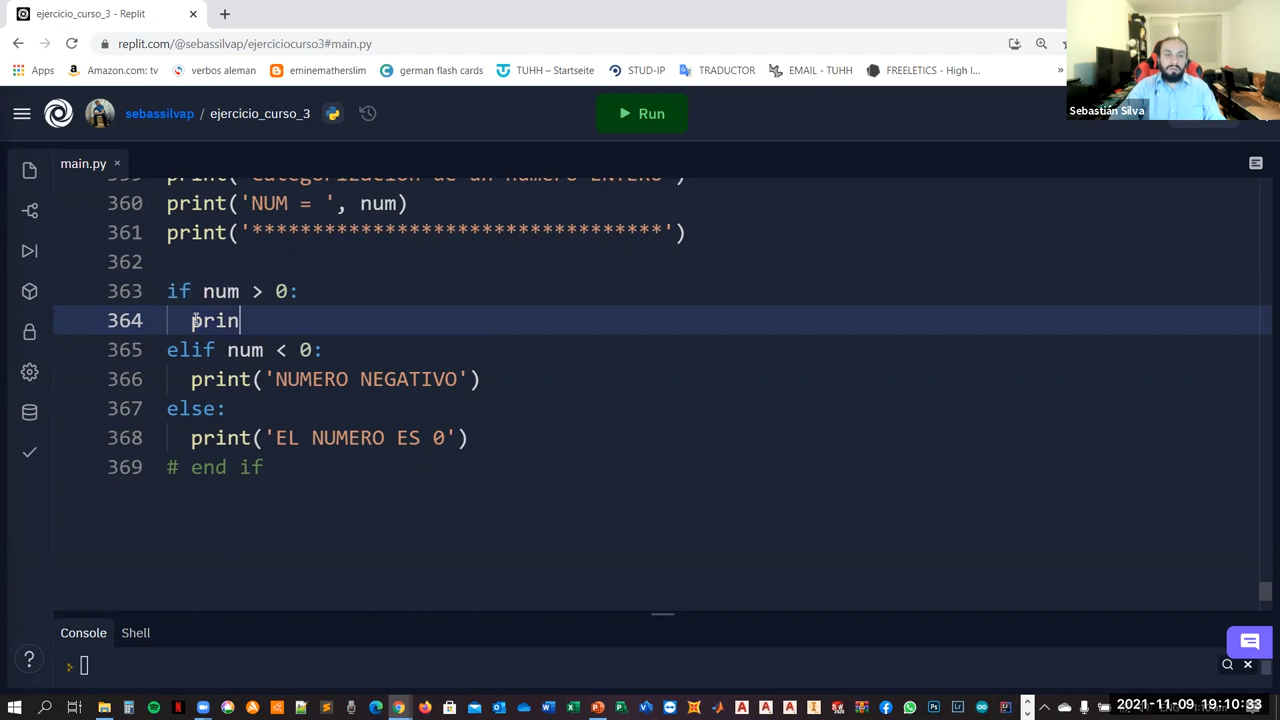 ejercicio_curso_3 - Replit
replit.com/@sebassilvap/ejerciciocurso3#main.py
Apps Amazon.com: tv verbos aleman eminemathslim german flash cards TUHH – Startseite STUD-IP TRADUCTOR EMAIL - TUHH FREELETICS - High I...
Sebastián Silva
sebassilvap / ejercicio_curso_3
Run
main.py
360 print('NUM = ', num)
361 print('**********************************')
362
363 if num > 0:
364 prin
365 elif num < 0:
366 print('NUMERO NEGATIVO')
367 else:
368 print('EL NUMERO ES 0')
369 # end if
Console Shell
2021-11-09 19:10:33